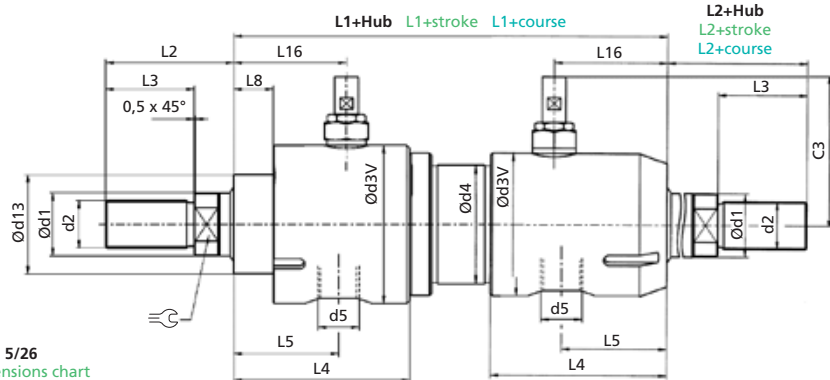 L1+Hub L1+stroke L1+course
L2+Hub
L2+stroke
L2+course
L2
L16
L16
L3
L8
L3
0,5 x 45°
C3
Ød13
Ød1
d2
Ød3V
Ød4
Ød3V
Ød1
d2
d5
d5
L5
L5
L4
L4
5/26
ensions chart